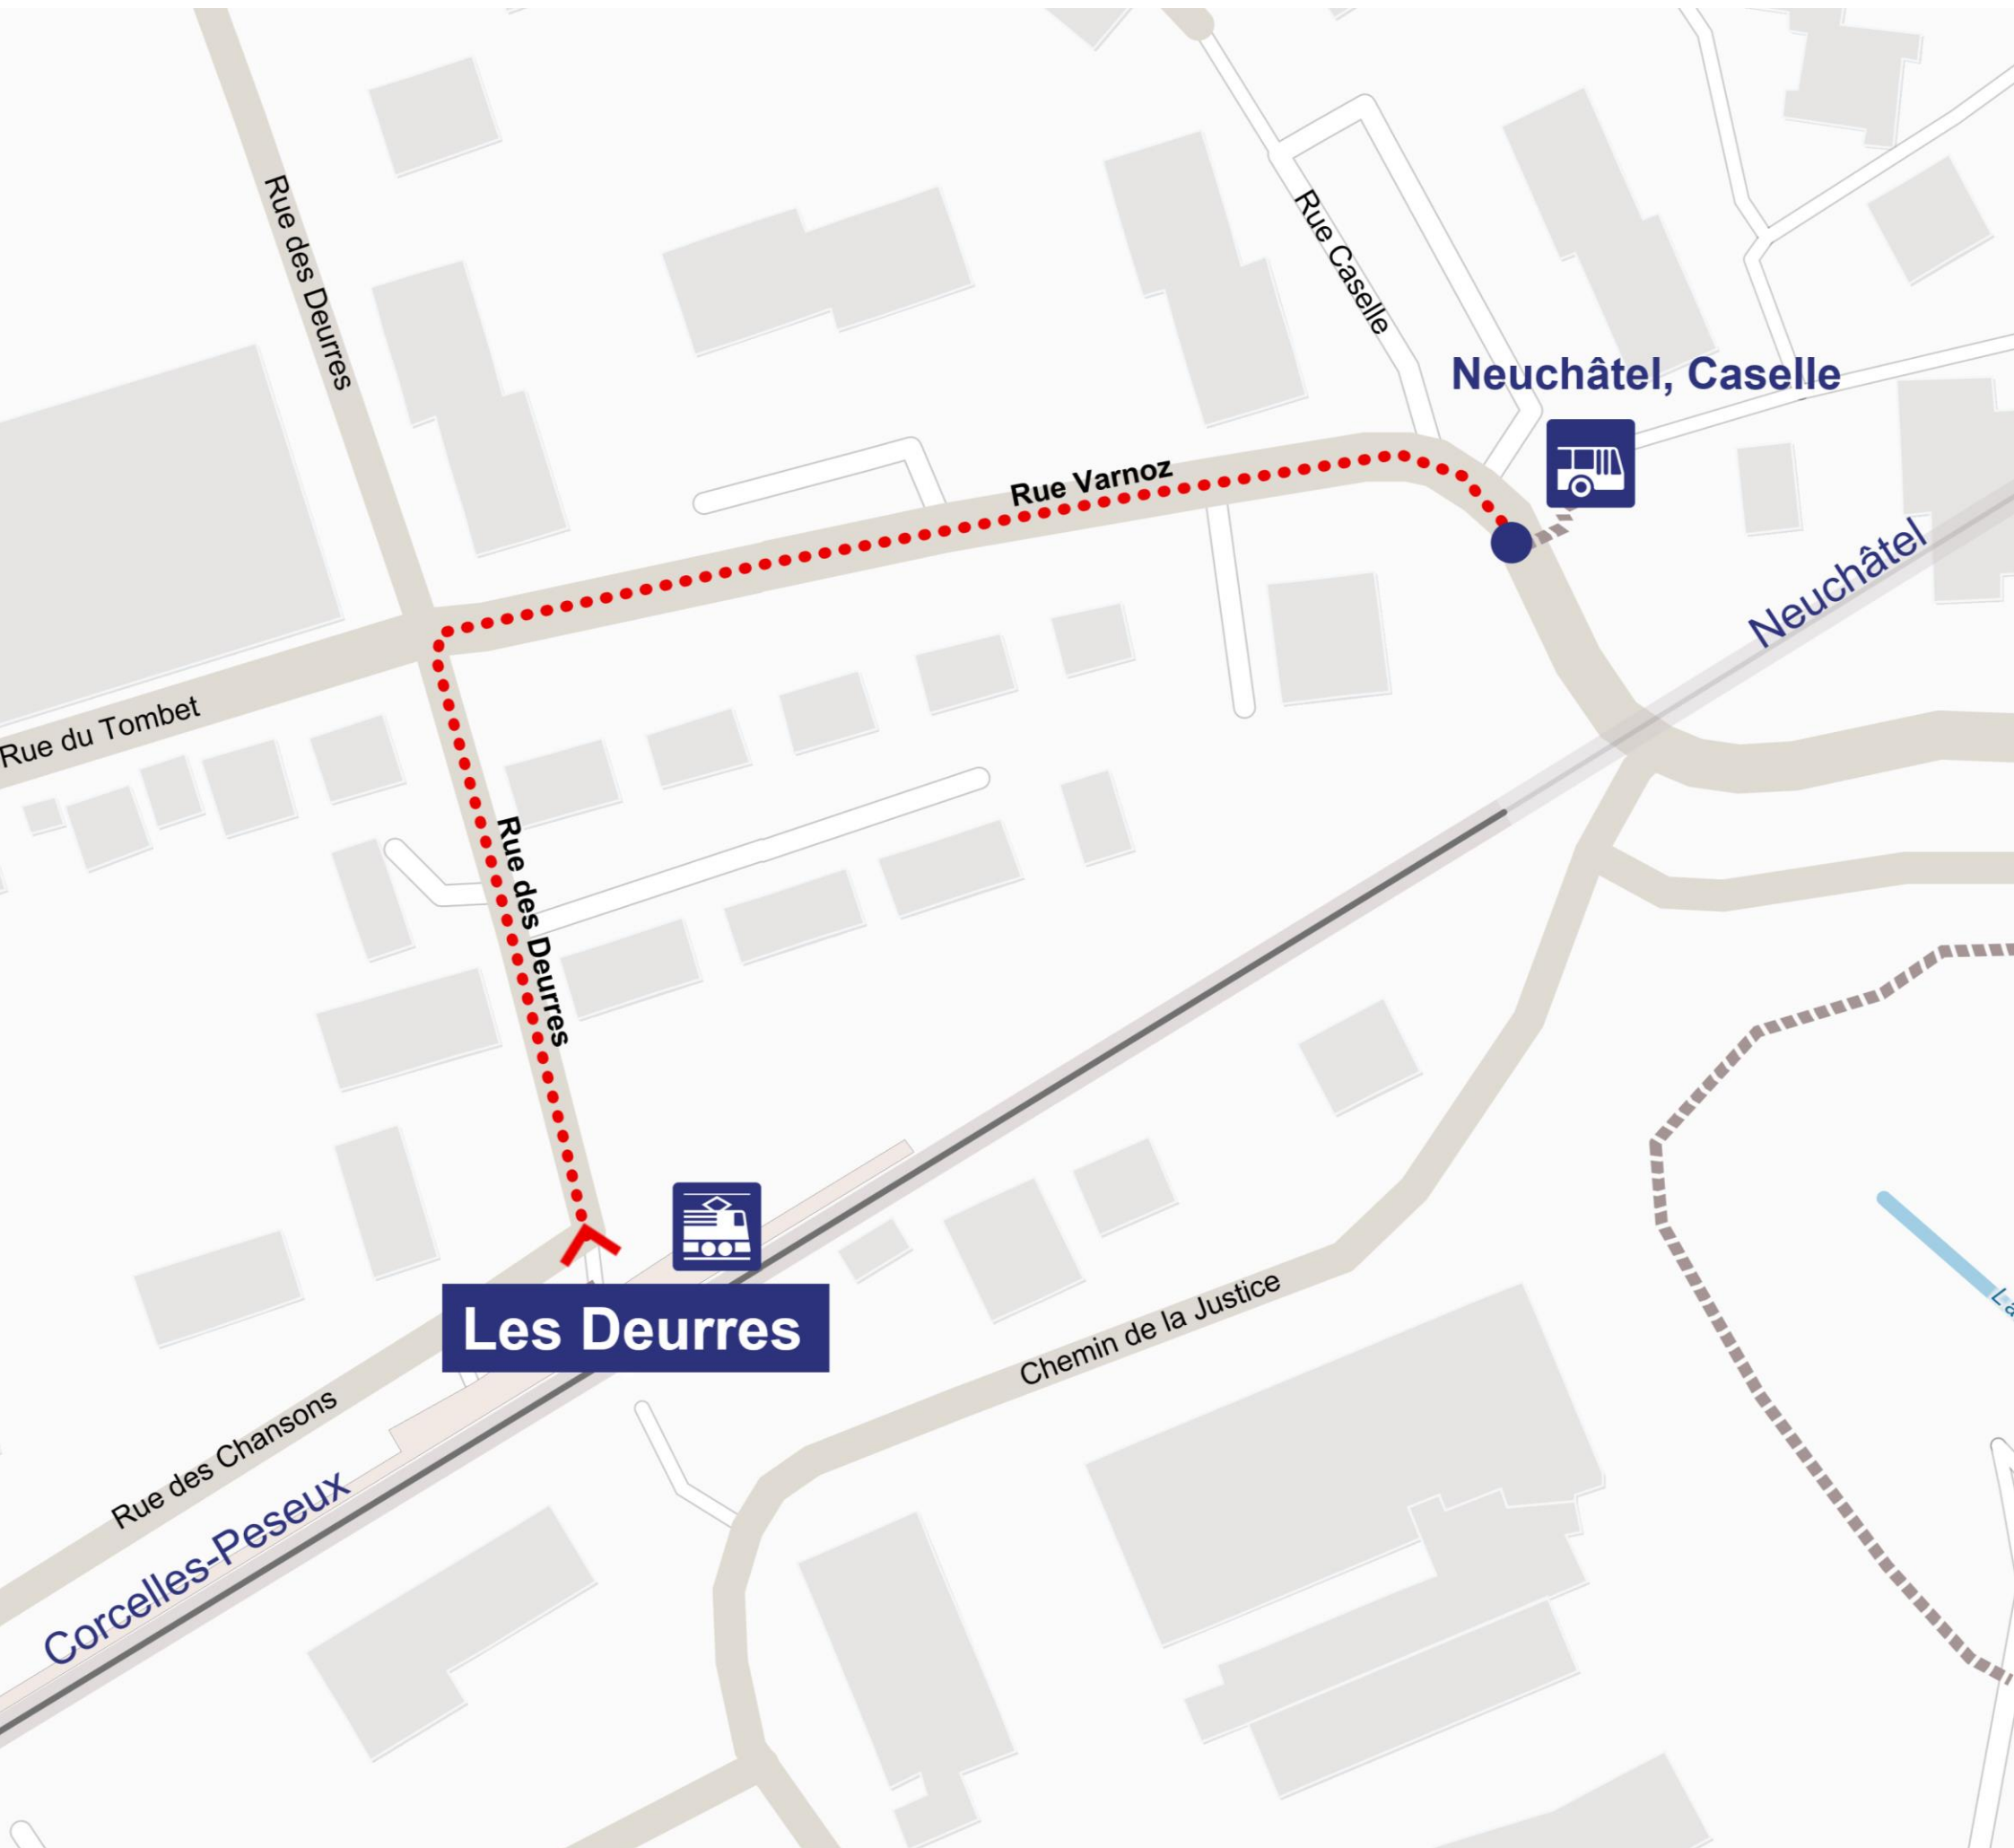 Rue des Deurres
Rue Caselle
Neuchâtel, Caselle
Rue Varnoz
Neuchâtel
Rue du Tombet
Rue des Deurres
Les Deurres
Chemin de la Justice
Rue des Chansons
Corcelles-Peseux